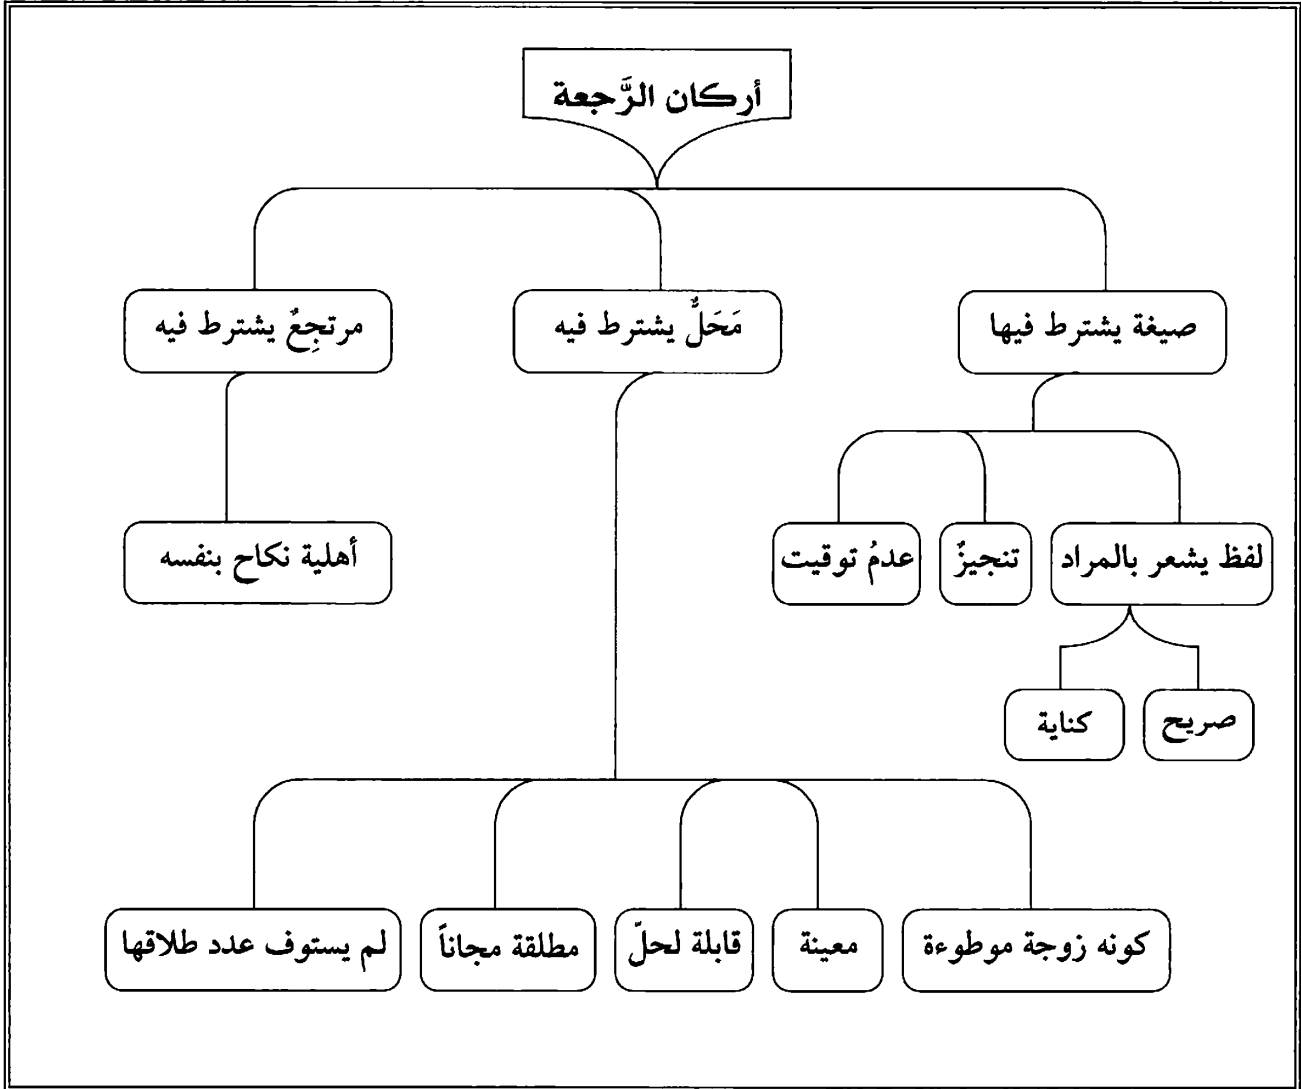 أركان الرَّجعة
صيغة يشترط فيها
مَحَلٌّ يشترط فيه
مرتجِعٌ يشترط فيه
لفظ يشعر بالمراد
تنجيزٌ
عدمُ توقيت
أهلية نكاح بنفسه
صريح
كناية
كونه زوجة موطوءة
معينة
قابلة لحلّ
مطلقة مجاناً
لم يستوف عدد طلاقها